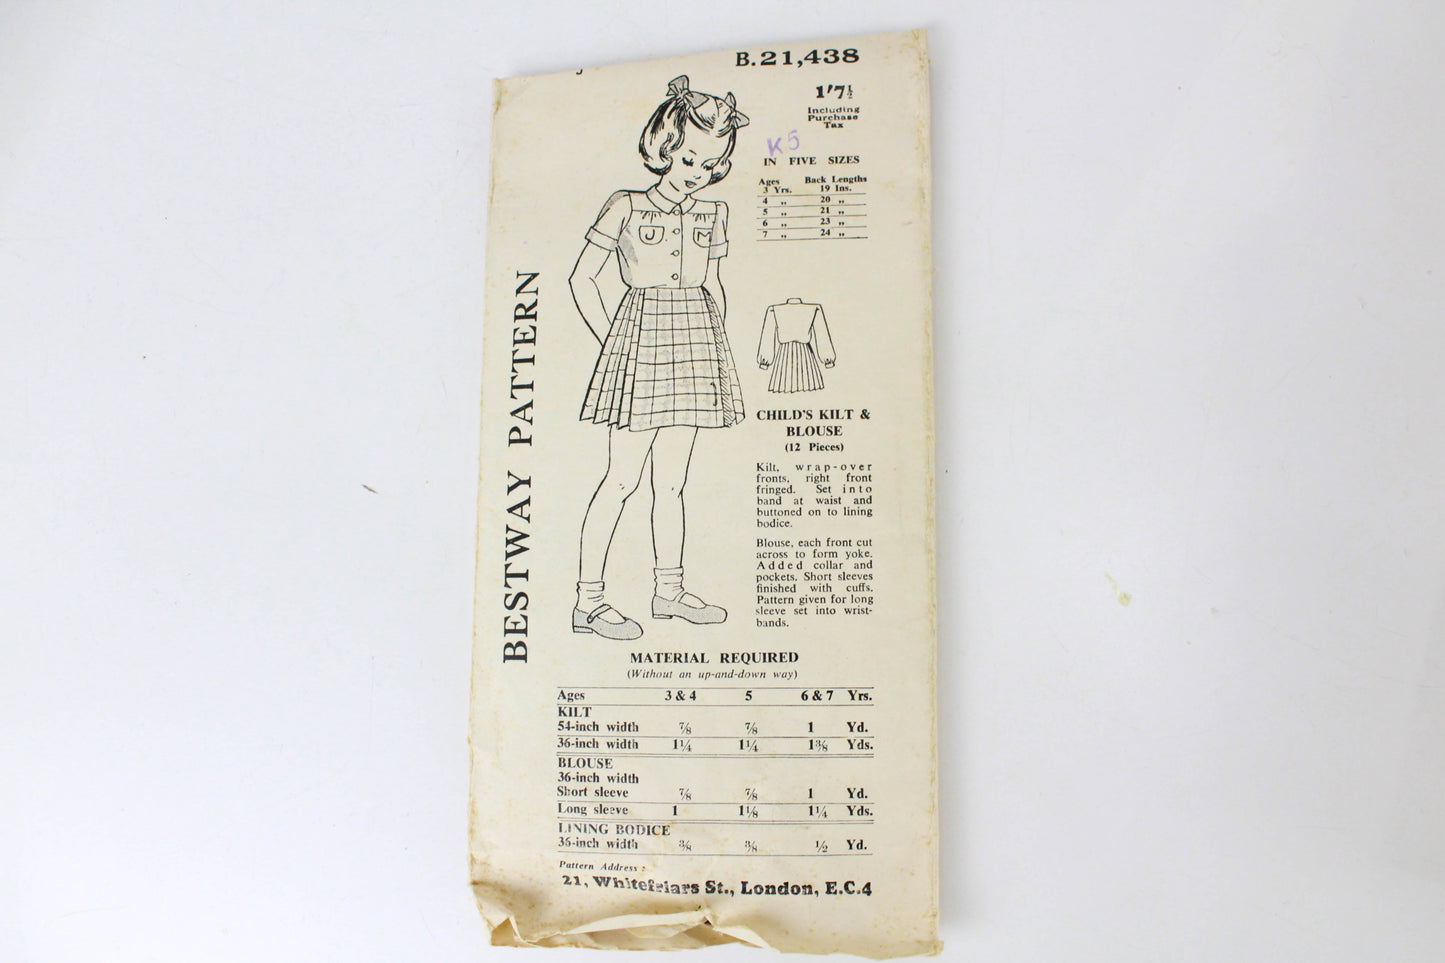 B.21,438
1'7½
Including
Purchase
Tax
K5
IN FIVE SIZES
Ages Back Lengths
3 Yrs. 19 Ins.
4 „ 20 „
5 „ 21 „
6 „ 23 „
7 „ 24 „
J M
J
BESTWAY PATTERN
CHILD'S KILT &
BLOUSE
(12 Pieces)
Kilt, wrap-over
fronts, right front
fringed. Set into
band at waist and
buttoned on to lining
bodice.
Blouse, each front cut
across to form yoke.
Added collar and
pockets. Short sleeves
finished with cuffs.
Pattern given for long
sleeve set into wrist-
bands.
MATERIAL REQUIRED
(Without an up-and-down way)
Ages 3 & 4 5 6 & 7 Yrs.
KILT
54-inch width ⅞ ⅞ 1 Yd.
36-inch width 1¼ 1¼ 1⅜ Yds.
BLOUSE
36-inch width
Short sleeve ⅞ ⅞ 1 Yd.
Long sleeve 1 1⅛ 1¼ Yds.
LINING BODICE
36-inch width ⅜ ⅜ ½ Yd.
Pattern Address :
21, Whitefriars St., London, E.C.4